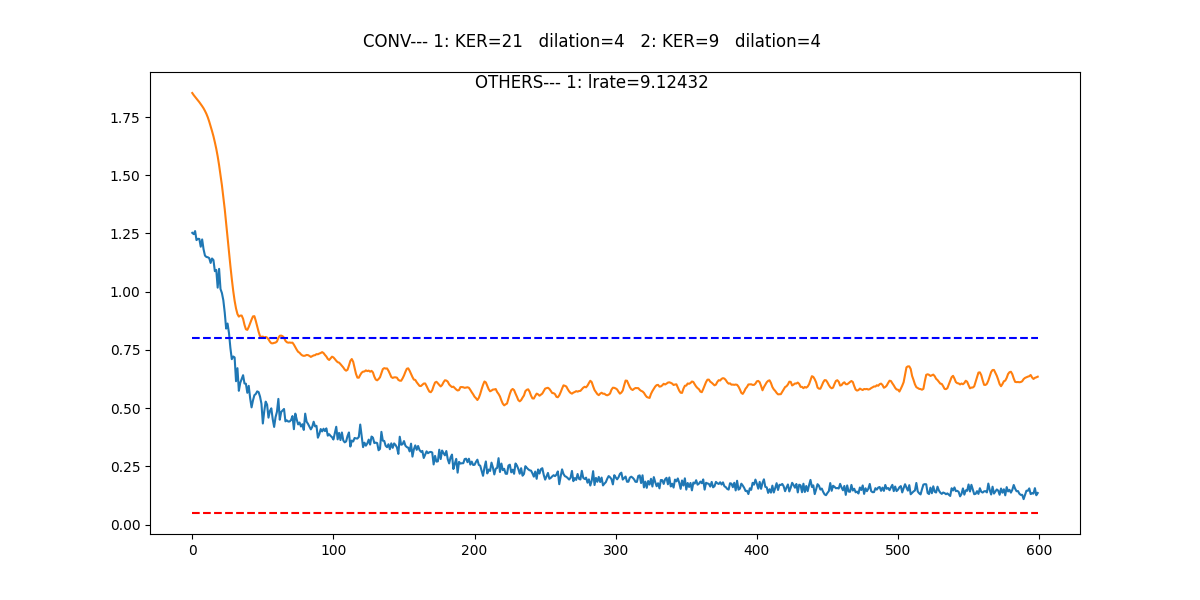 CONV--- 1: KER=21   dilation=4   2: KER=9   dilation=4
OTHERS--- 1: lrate=9.12432
1.75
1.50
1.25
1.00
0.75
0.50
0.25
0.00
0 100 200 300 400 500 600